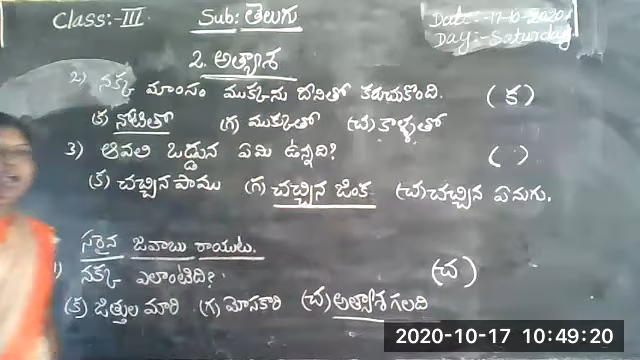 Class:- III Sub: తెలుగు Date:-17-10-2020
Day:-Saturday
2. అత్యాశ
2) నక్క మాంసం ముక్కను దేనితో కరుచుకొంది. (క)
(క) నోటితో (గ) ముక్కుతో (చ) కాళ్ళతో
3) ఆవలి ఒడ్డున ఏమి ఉన్నది? ( )
(క) చచ్చిన పాము (గ) చచ్చిన జింక (చ) చచ్చిన ఏనుగు.
సరైన జవాబు రాయుట.
1) నక్క ఎలాంటిది? (చ)
(క) జిత్తుల మారి (గ) మోసకారి (చ) అత్యాశ గలది
2020-10-17 10:49:20